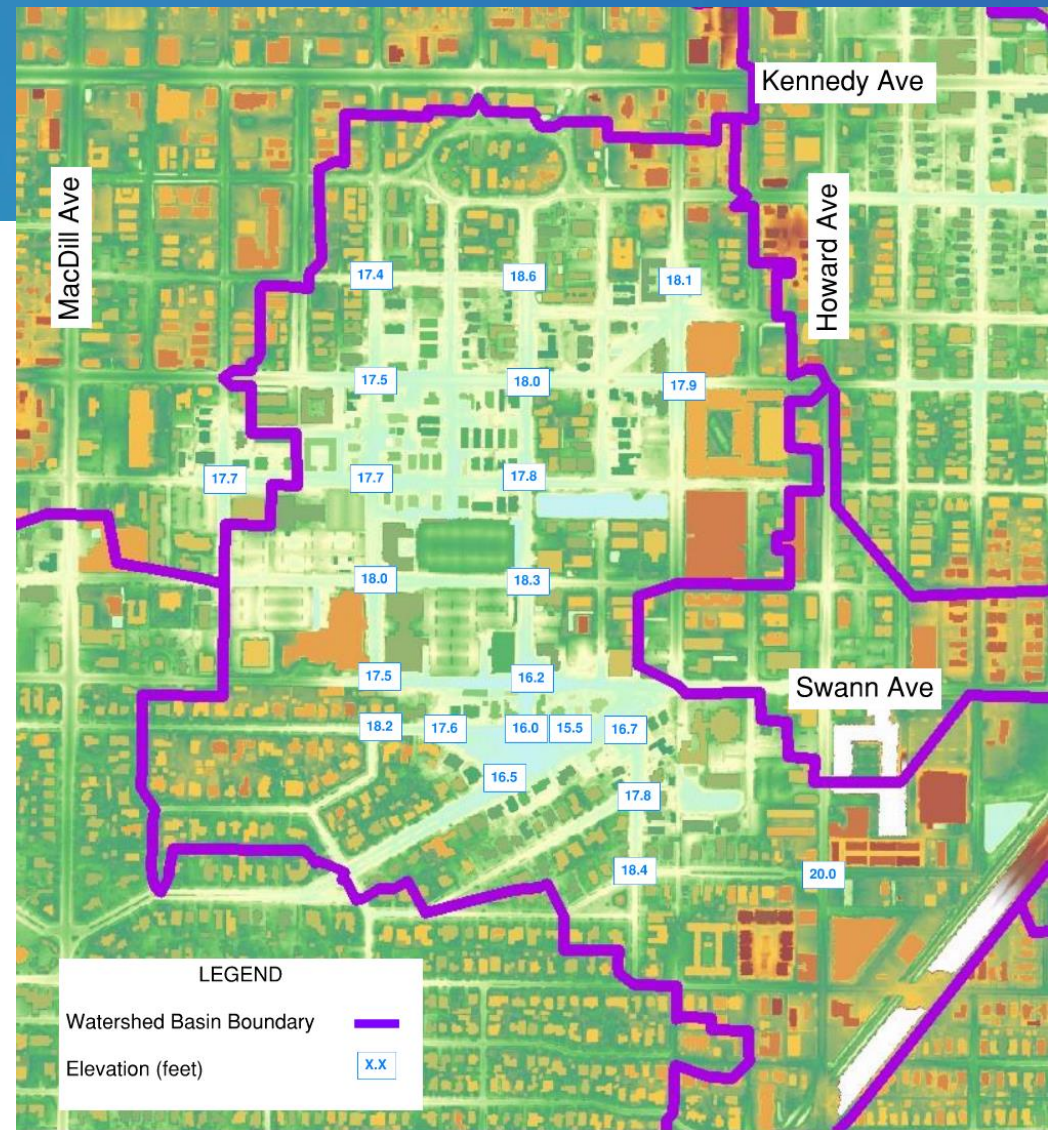 Kennedy Ave
MacDill Ave
Howard Ave
17.4
18.6
18.1
17.5
18.0
17.9
17.7
17.7
17.8
18.0
18.3
17.5
16.2
Swann Ave
18.2
17.6
16.0
15.5
16.7
16.5
17.8
18.4
20.0
LEGEND
Watershed Basin Boundary
Elevation (feet)
X.X